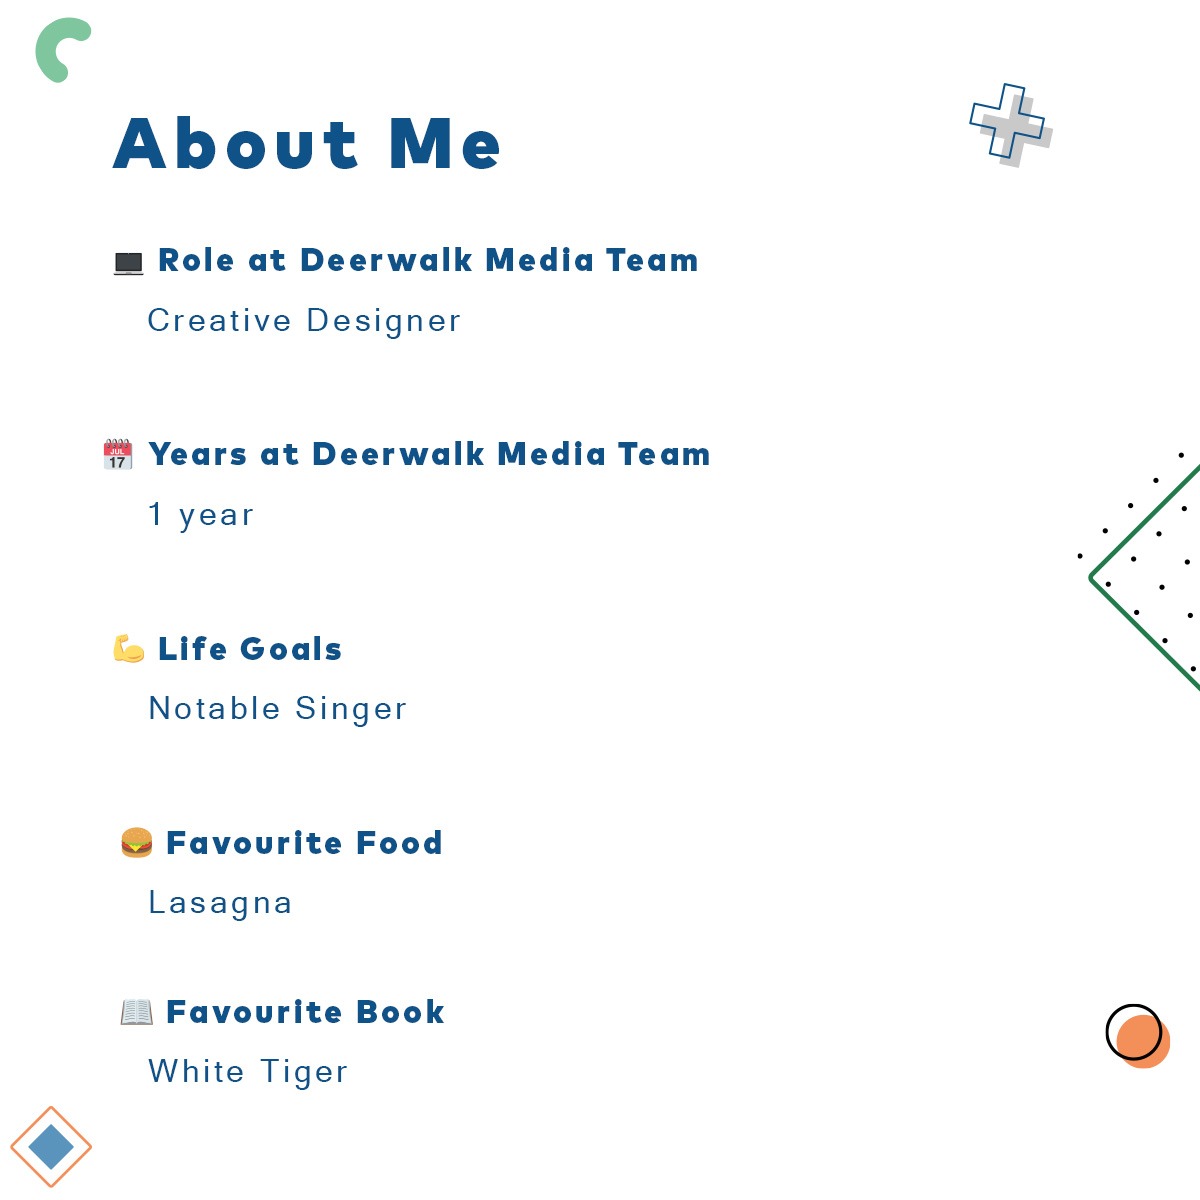 About Me
💻 Role at Deerwalk Media Team
Creative Designer
📅 Years at Deerwalk Media Team
1 year
💪 Life Goals
Notable Singer
🍔 Favourite Food
Lasagna
📖 Favourite Book
White Tiger